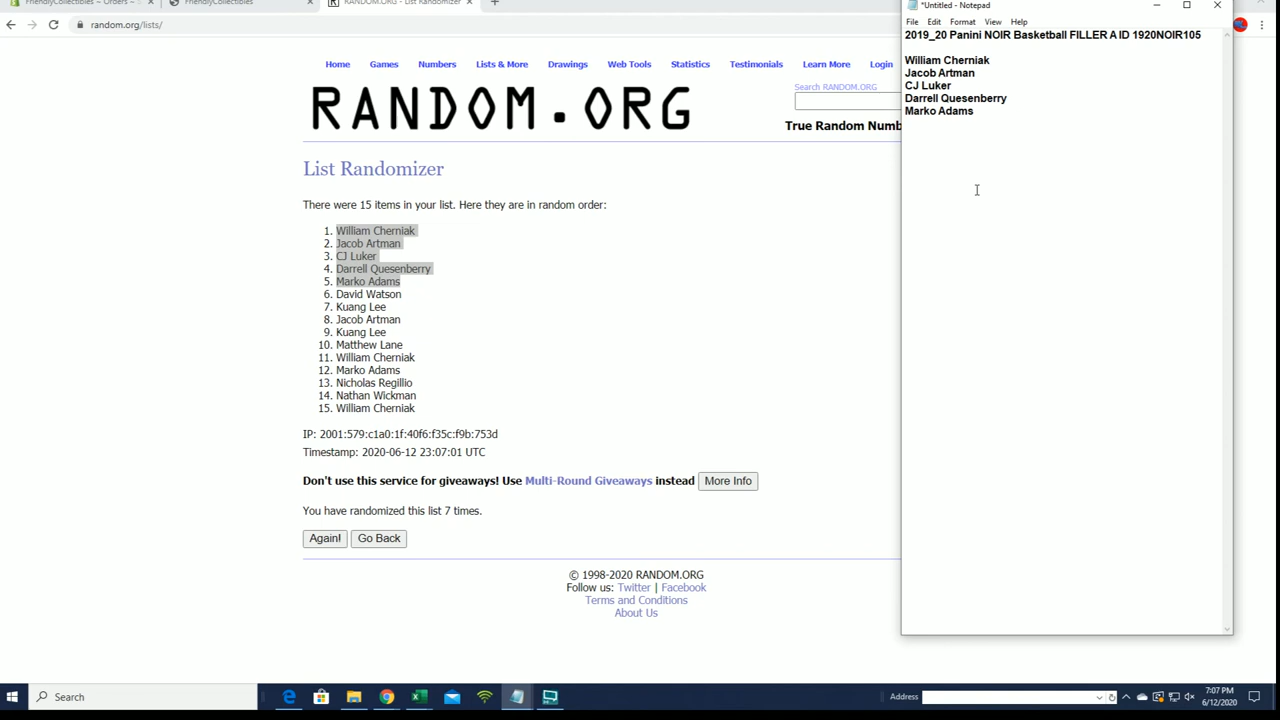 FriendlyCollectibles ~ Orders ~
FriendlyCollectibles
RANDOM.ORG - List Randomizer
random.org/lists/
Home
Games
Numbers
Lists & More
Drawings
Web Tools
Statistics
Testimonials
Learn More
Login
Search RANDOM.ORG
RANDOM.ORG
True Random Numb
List Randomizer
There were 15 items in your list. Here they are in random order:
1. William Cherniak
2. Jacob Artman
3. CJ Luker
4. Darrell Quesenberry
5. Marko Adams
6. David Watson
7. Kuang Lee
8. Jacob Artman
9. Kuang Lee
10. Matthew Lane
11. William Cherniak
12. Marko Adams
13. Nicholas Regillio
14. Nathan Wickman
15. William Cherniak
IP: 2001:579:c1a0:1f:40f6:f35c:f9b:753d
Timestamp: 2020-06-12 23:07:01 UTC
Don't use this service for giveaways! Use Multi-Round Giveaways instead
More Info
You have randomized this list 7 times.
Again!
Go Back
© 1998-2020 RANDOM.ORG
Follow us: Twitter | Facebook
Terms and Conditions
About Us
*Untitled - Notepad
File Edit Format View Help
2019_20 Panini NOIR Basketball FILLER A ID 1920NOIR105
William Cherniak
Jacob Artman
CJ Luker
Darrell Quesenberry
Marko Adams
Search
Address
7:07 PM
6/12/2020